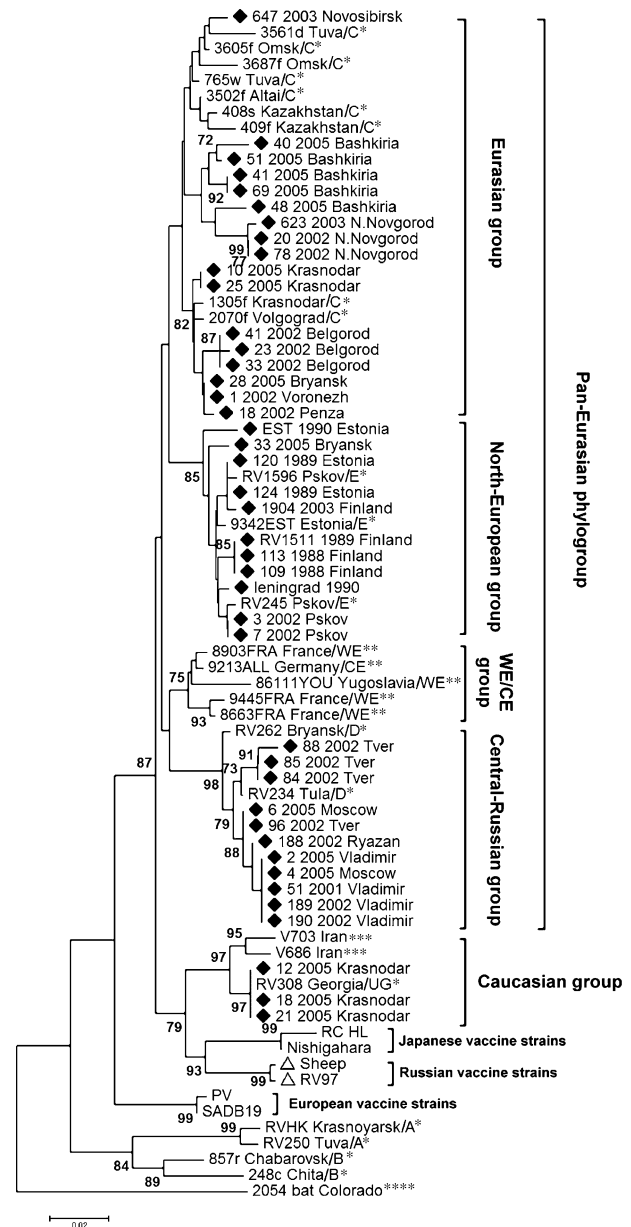 647 2003 Novosibirsk
3561d Tuva/C*
3605f Omsk/C*
3687f Omsk/C*
765w Tuva/C*
3502f Altai/C*
408s Kazakhstan/C*
409f Kazakhstan/C*
72
40 2005 Bashkiria
51 2005 Bashkiria
41 2005 Bashkiria
69 2005 Bashkiria
92
48 2005 Bashkiria
623 2003 N.Novgorod
20 2002 N.Novgorod
99
78 2002 N.Novgorod
77
10 2005 Krasnodar
25 2005 Krasnodar
1305f Krasnodar/C*
2070f Volgograd/C*
82
87
41 2002 Belgorod
23 2002 Belgorod
33 2002 Belgorod
28 2005 Bryansk
1 2002 Voronezh
18 2002 Penza
Eurasian group
EST 1990 Estonia
33 2005 Bryansk
120 1989 Estonia
85
RV1596 Pskov/E*
124 1989 Estonia
1904 2003 Finland
9342EST Estonia/E*
85
RV1511 1989 Finland
113 1988 Finland
109 1988 Finland
leningrad 1990
RV245 Pskov/E*
3 2002 Pskov
7 2002 Pskov
North-European group
8903FRA France/WE**
9213ALL Germany/CE**
75
86111YOU Yugoslavia/WE**
9445FRA France/WE**
93
8663FRA France/WE**
WE/CE
group
RV262 Bryansk/D*
91
88 2002 Tver
73
85 2002 Tver
98
84 2002 Tver
RV234 Tula/D*
6 2005 Moscow
79
96 2002 Tver
188 2002 Ryazan
88
2 2005 Vladimir
4 2005 Moscow
51 2001 Vladimir
189 2002 Vladimir
190 2002 Vladimir
Central-Russian group
Pan-Eurasian phylogroup
87
95
V703 Iran***
97
V686 Iran***
12 2005 Krasnodar
RV308 Georgia/UG*
97
18 2005 Krasnodar
21 2005 Krasnodar
Caucasian group
79
99
RC HL
Nishigahara
Japanese vaccine strains
93
Sheep
99
RV97
Russian vaccine strains
PV
99
SADB19
European vaccine strains
99
RVHK Krasnoyarsk/A*
RV250 Tuva/A*
84
857r Chabarovsk/B*
89
248c Chita/B*
2054 bat Colorado****
0.02